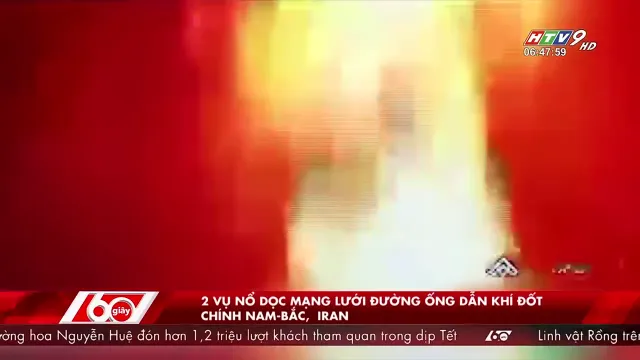 HTV9 HD
06:47:59
2 VỤ NỔ DỌC MẠNG LƯỚI ĐƯỜNG ỐNG DẪN KHÍ ĐỐT
CHÍNH NAM-BẮC, IRAN
60 giây
ường hoa Nguyễn Huệ đón hơn 1,2 triệu lượt khách tham quan trong dịp Tết
60
Linh vật Rồng trên